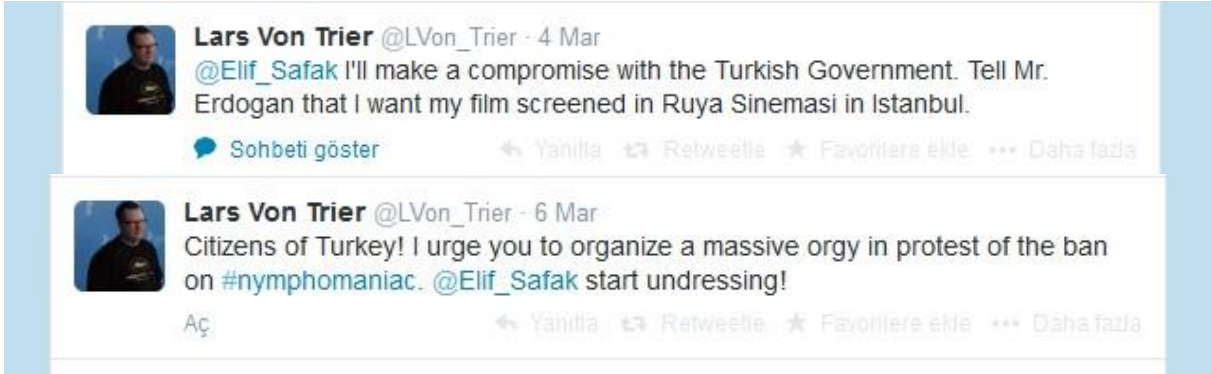 Lars Von Trier @LVon_Trier · 4 Mar
@Elif_Safak I'll make a compromise with the Turkish Government. Tell Mr.
Erdogan that I want my film screened in Ruya Sinemasi in Istanbul.
Sohbeti göster Yanıtla Retweetle Favorilere ekle Daha fazla
Lars Von Trier @LVon_Trier · 6 Mar
Citizens of Turkey! I urge you to organize a massive orgy in protest of the ban
on #nymphomaniac. @Elif_Safak start undressing!
Aç Yanıtla Retweetle Favorilere ekle Daha fazla